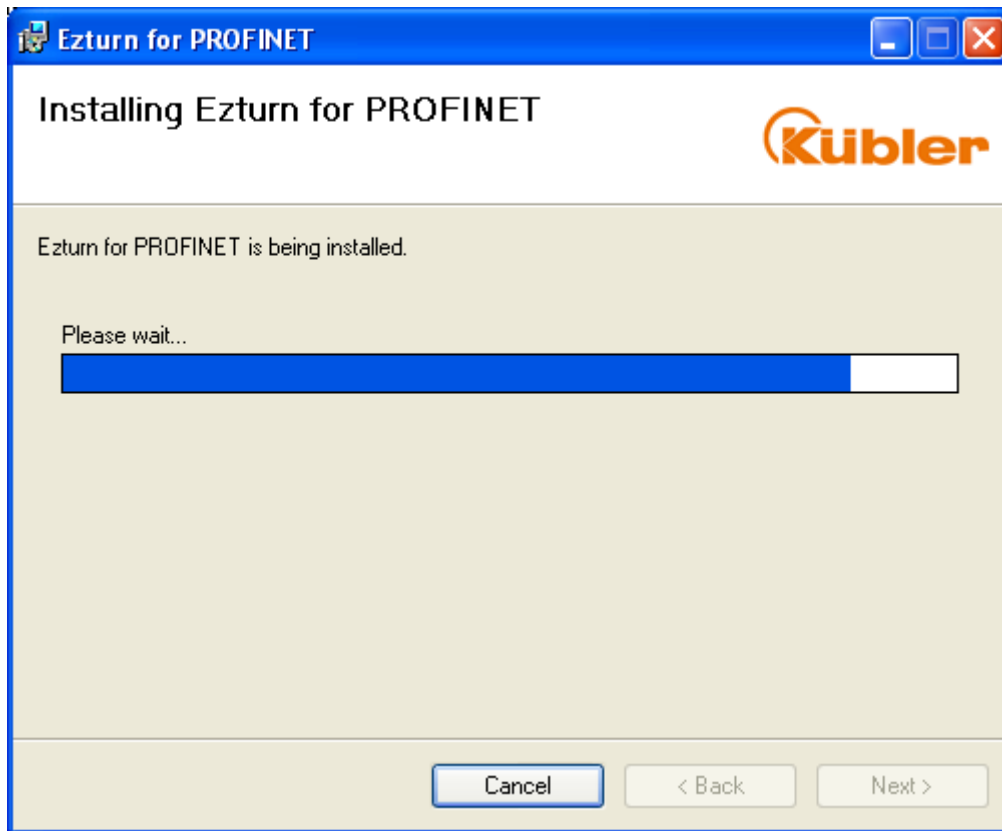 Ezturn for PROFINET
Installing Ezturn for PROFINET
Kübler
Ezturn for PROFINET is being installed.
Please wait...
Cancel
< Back
Next >